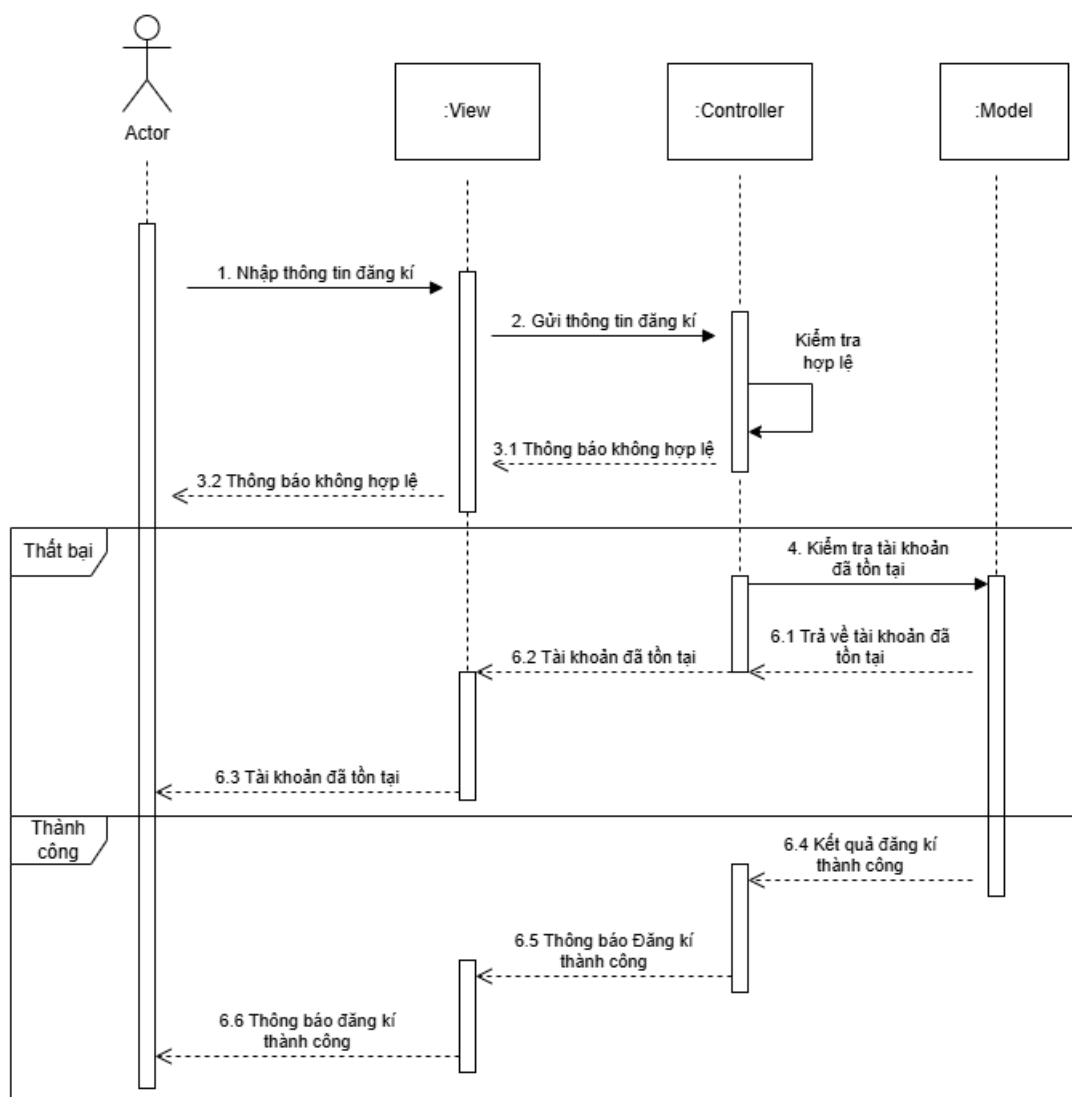 Actor
:View
:Controller
:Model
1. Nhập thông tin đăng kí
2. Gửi thông tin đăng kí
Kiểm tra
hợp lệ
3.1 Thông báo không hợp lệ
3.2 Thông báo không hợp lệ
Thất bại
4. Kiểm tra tài khoản
đã tồn tại
6.1 Trả về tài khoản đã
tồn tại
6.2 Tài khoản đã tồn tại
6.3 Tài khoản đã tồn tại
Thành
công
6.4 Kết quả đăng kí
thành công
6.5 Thông báo Đăng kí
thành công
6.6 Thông báo đăng kí
thành công